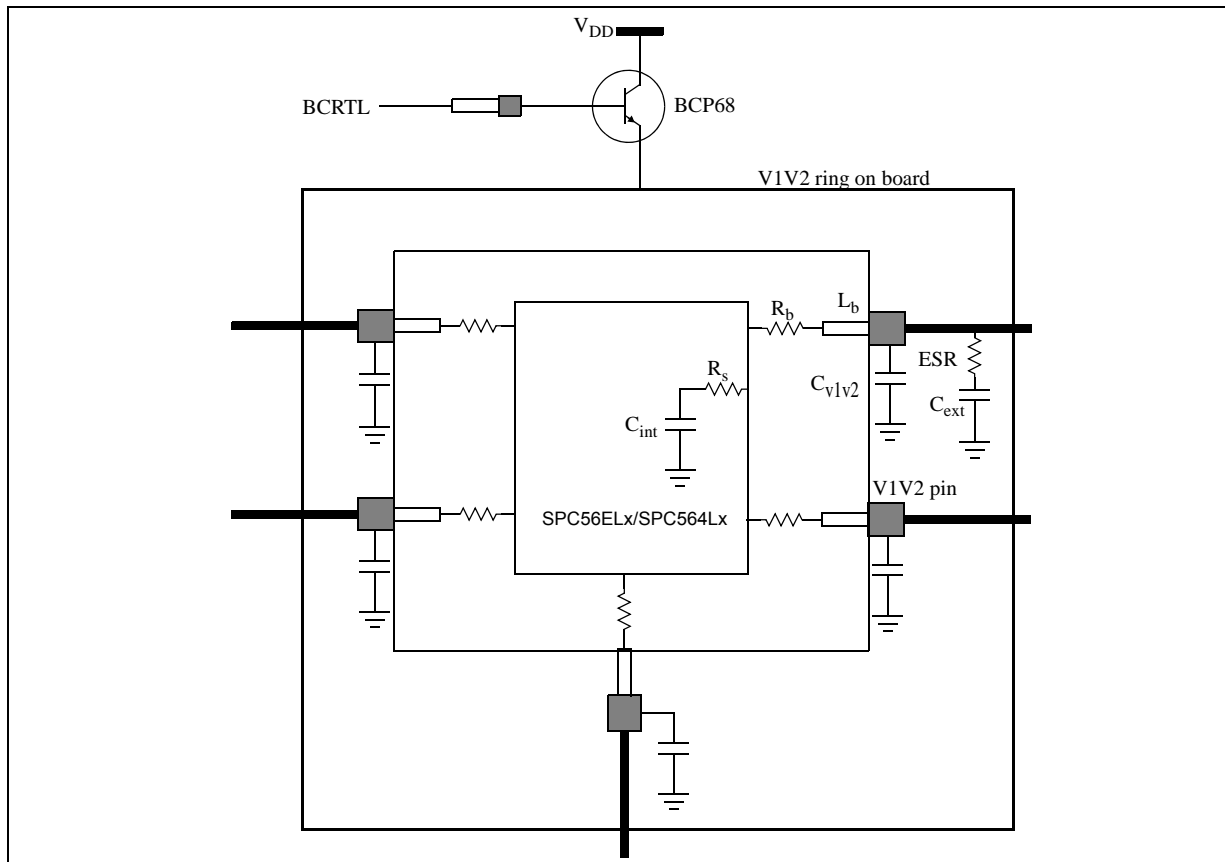 VDD
BCRTL
BCP68
V1V2 ring on board
Rb
Lb
Rs
ESR
Cv1v2
Cext
Cint
V1V2 pin
SPC56ELx/SPC564Lx